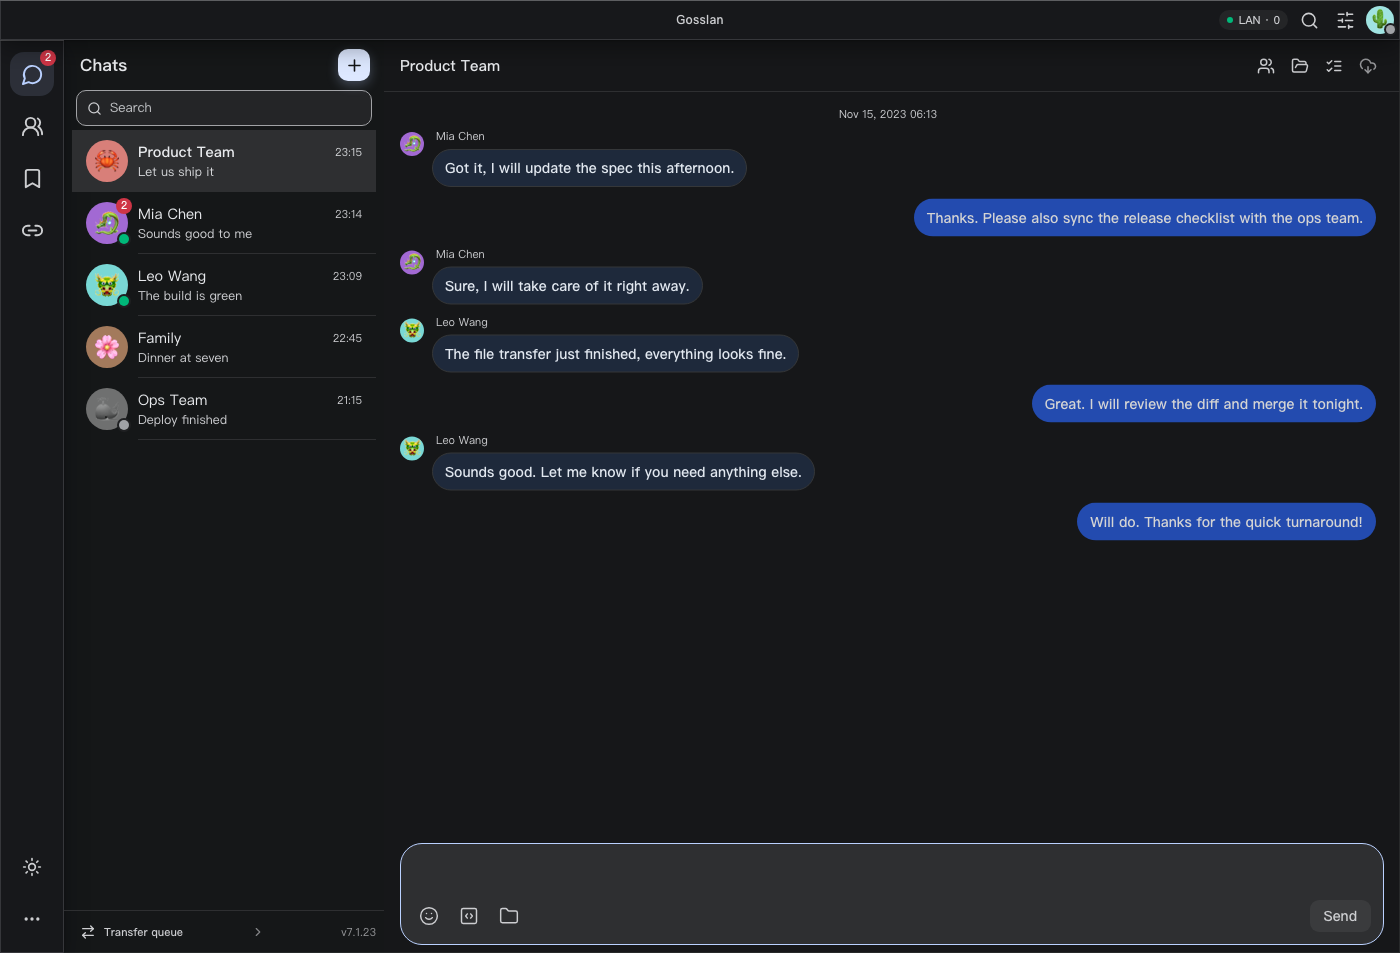 Gosslan
LAN · 0
2
Chats
Search
Product Team
23:15
Let us ship it
2
Mia Chen
23:14
Sounds good to me
Leo Wang
23:09
The build is green
Family
22:45
Dinner at seven
Ops Team
21:15
Deploy finished
Transfer queue
v7.1.23
Product Team
Nov 15, 2023 06:13
Mia Chen
Got it, I will update the spec this afternoon.
Thanks. Please also sync the release checklist with the ops team.
Mia Chen
Sure, I will take care of it right away.
Leo Wang
The file transfer just finished, everything looks fine.
Great. I will review the diff and merge it tonight.
Leo Wang
Sounds good. Let me know if you need anything else.
Will do. Thanks for the quick turnaround!
Send